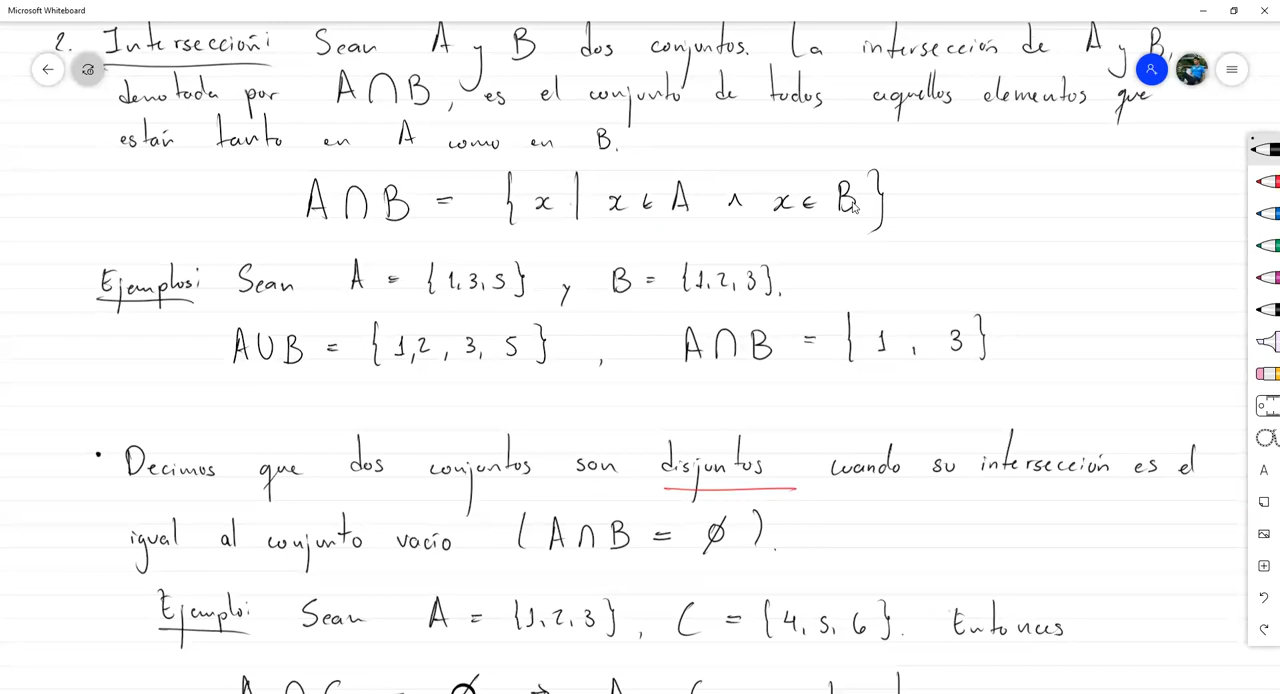 Microsoft Whiteboard
2. Intersección: Sean A y B dos conjuntos. La intersección de A y B,
denotada por A∩B, es el conjunto de todos aquellos elementos que
están tanto en A como en B.
A∩B = {x | x ∈ A ∧ x ∈ B}
Ejemplos: Sean A = {1,3,5} y B = {1,2,3}.
A∪B = {1,2, 3, 5} , A∩B = {1, 3}
• Decimos que dos conjuntos son disjuntos cuando su intersección es el
igual al conjunto vacío (A∩B = ∅).
Ejemplo: Sean A = {1,2,3}, C = {4,5,6}. Entonces
A∩C = ∅ ⇒ A C
A